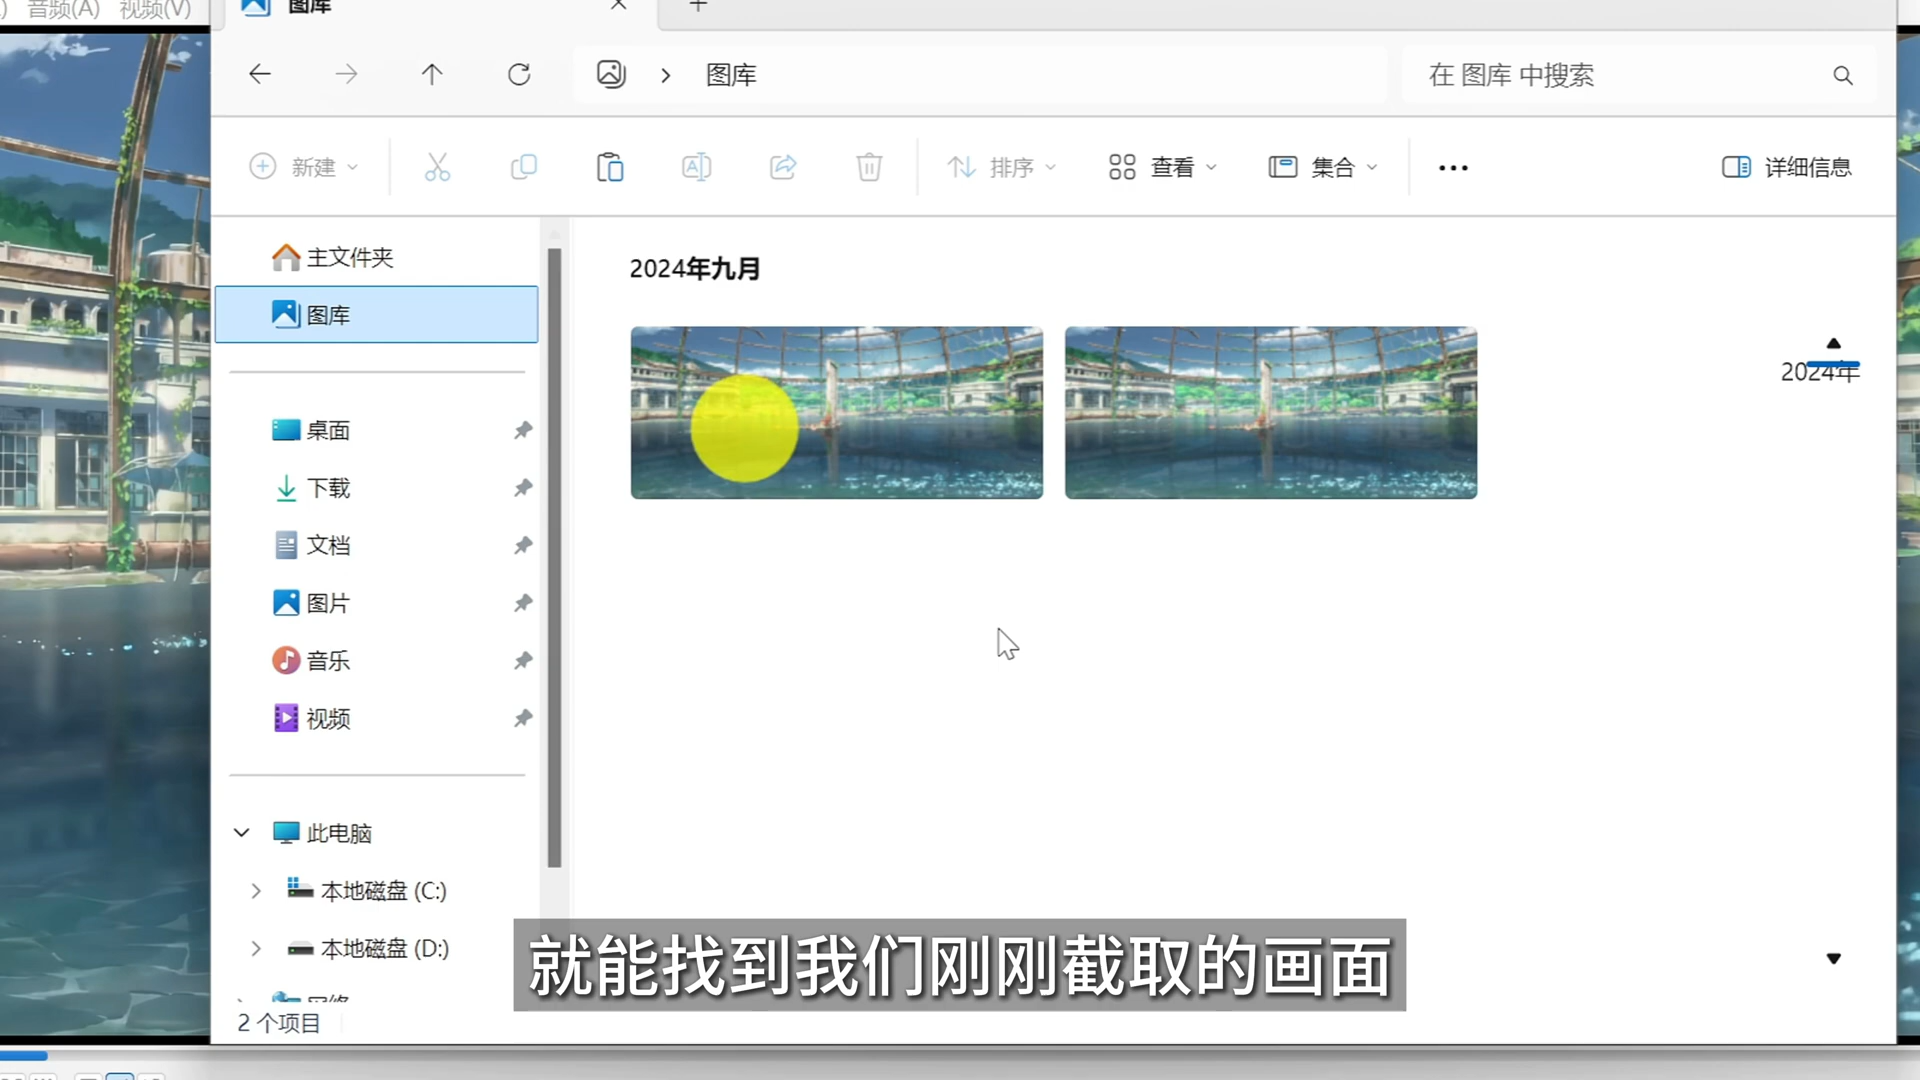 音频(A) 视频(V)
图库
图库
在 图库 中搜索
新建
排序
查看
集合
详细信息
主文件夹
图库
桌面
下载
文档
图片
音乐
视频
此电脑
本地磁盘 (C:)
本地磁盘 (D:)
网络
2 个项目
2024年九月
2024年
就能找到我们刚刚截取的画面